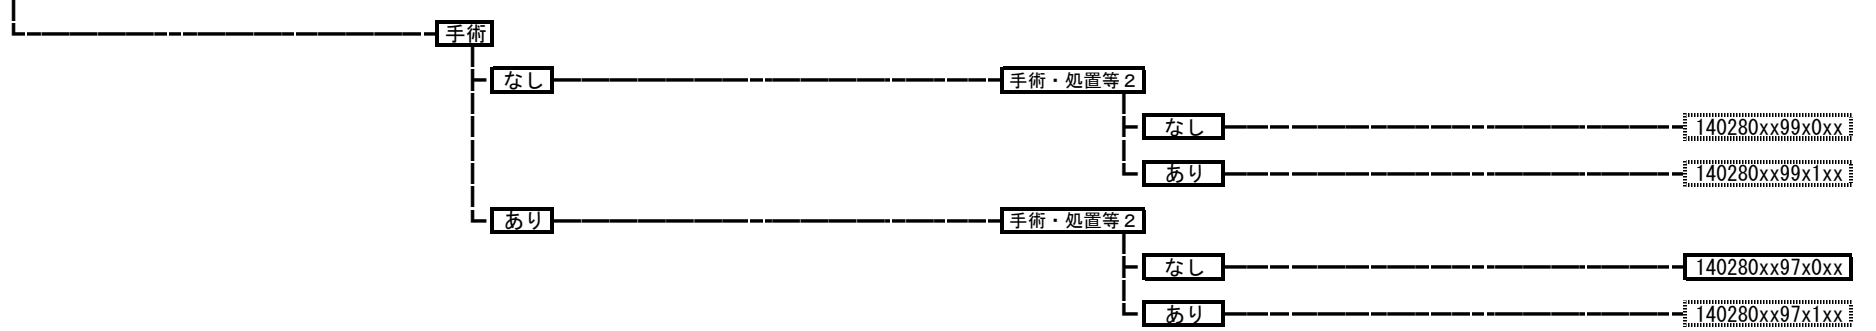 手術
なし 手術・処置等２
なし 140280xx99x0xx
あり 140280xx99x1xx
あり 手術・処置等２
なし 140280xx97x0xx
あり 140280xx97x1xx